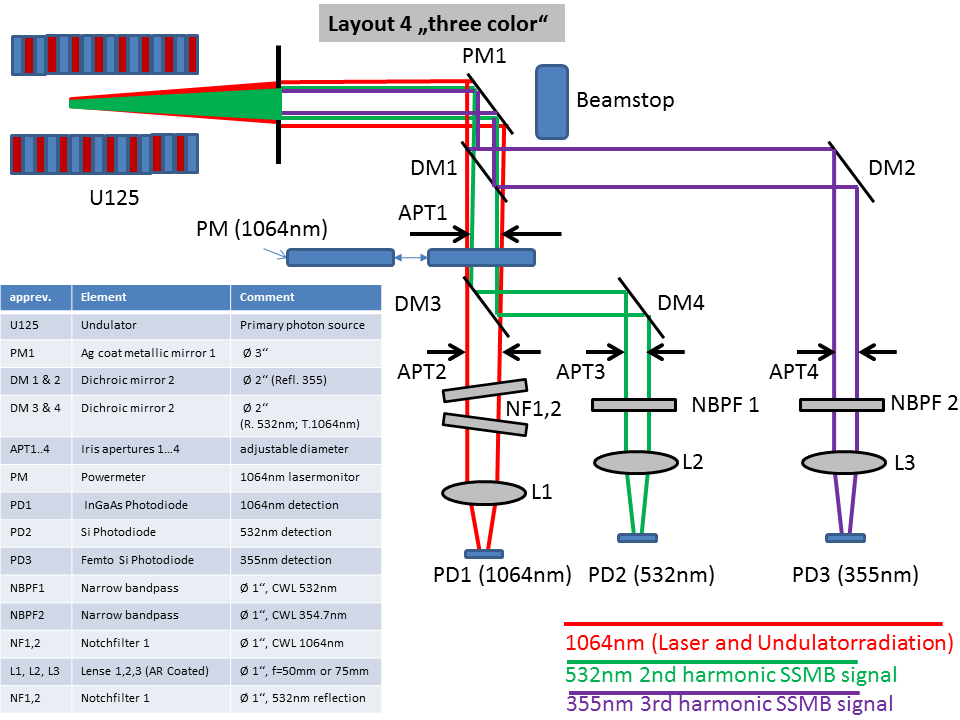 Layout 4 „three color“
PM1
Beamstop
U125
DM1
DM2
APT1
PM (1064nm)
DM3
DM4
APT2
APT3
APT4
NF1,2
NBPF 1
NBPF 2
L1
L2
L3
PD1 (1064nm)
PD2 (532nm)
PD3 (355nm)
1064nm (Laser and Undulatorradiation)
532nm 2nd harmonic SSMB signal
355nm 3rd harmonic SSMB signal
apprev. Element Comment
U125 Undulator Primary photon source
PM1 Ag coat metallic mirror 1 Ø 3“
DM 1 & 2 Dichroic mirror 2 Ø 2“ (Refl. 355)
DM 3 & 4 Dichroic mirror 2 Ø 2“
(R. 532nm; T.1064nm)
APT1..4 Iris apertures 1...4 adjustable diameter
PM Powermeter 1064nm lasermonitor
PD1 InGaAs Photodiode 1064nm detection
PD2 Si Photodiode 532nm detection
PD3 Femto Si Photodiode 355nm detection
NBPF1 Narrow bandpass Ø 1“, CWL 532nm
NBPF2 Narrow bandpass Ø 1“, CWL 354.7nm
NF1,2 Notchfilter 1 Ø 1“, CWL 1064nm
L1, L2, L3 Lense 1,2,3 (AR Coated) Ø 1“, f=50mm or 75mm
NF1,2 Notchfilter 1 Ø 1“, 532nm reflection